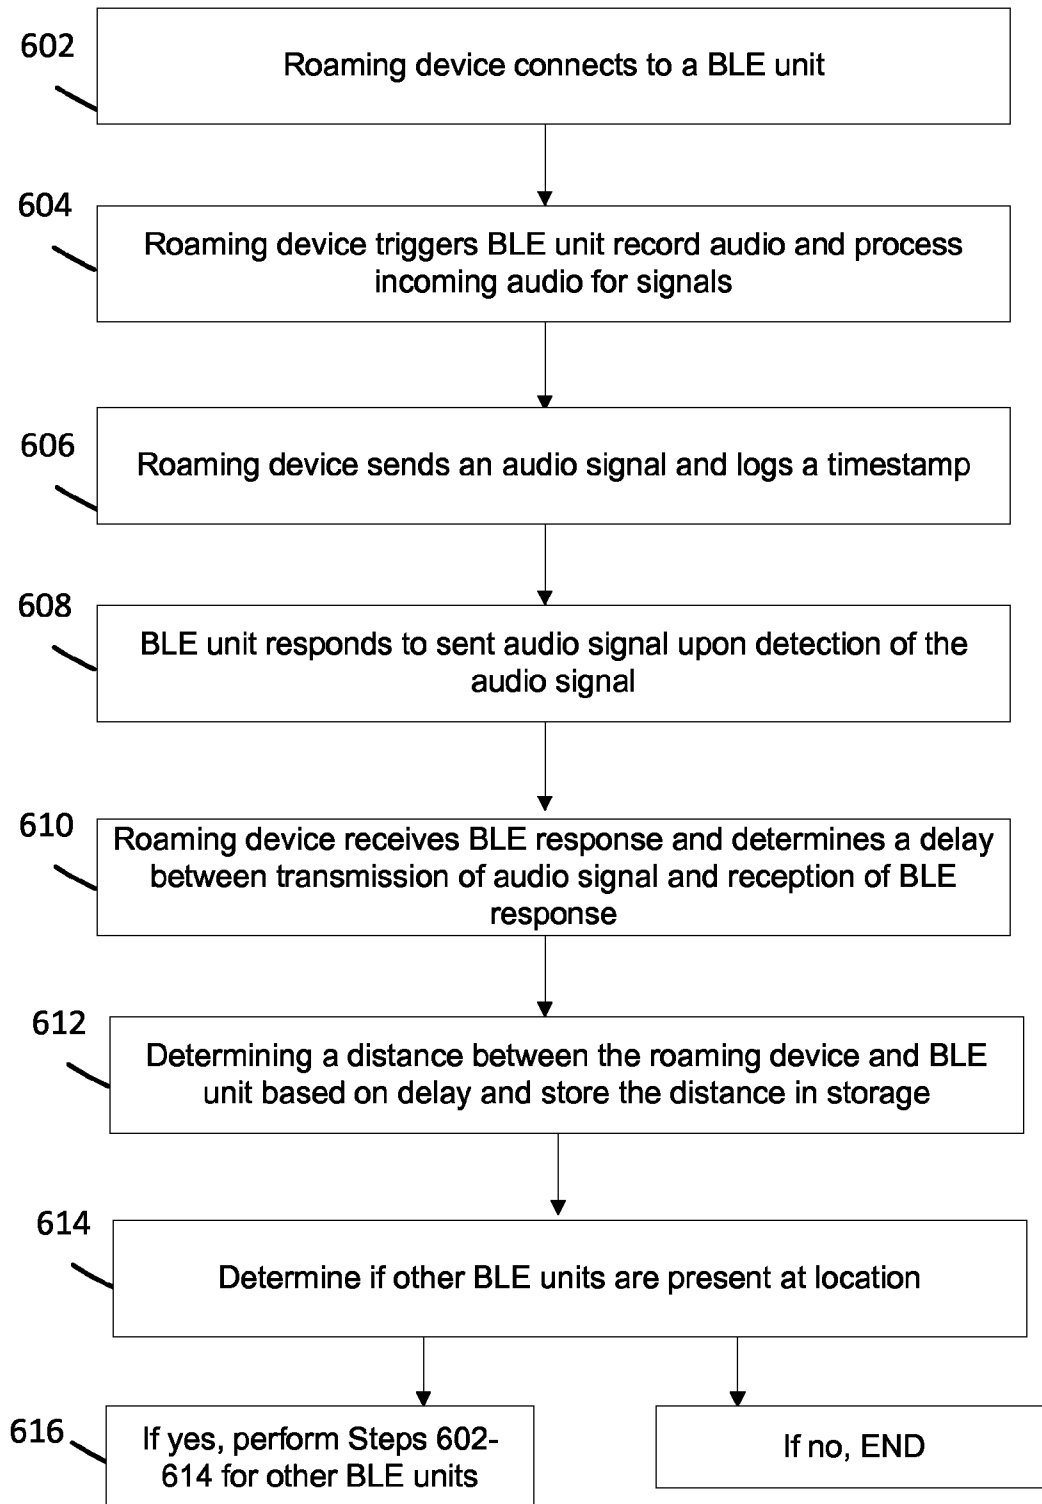 602
Roaming device connects to a BLE unit
604
Roaming device triggers BLE unit record audio and process
incoming audio for signals
606
Roaming device sends an audio signal and logs a timestamp
608
BLE unit responds to sent audio signal upon detection of the
audio signal
610
Roaming device receives BLE response and determines a delay
between transmission of audio signal and reception of BLE
response
612
Determining a distance between the roaming device and BLE
unit based on delay and store the distance in storage
614
Determine if other BLE units are present at location
616
If yes, perform Steps 602-
614 for other BLE units
If no, END